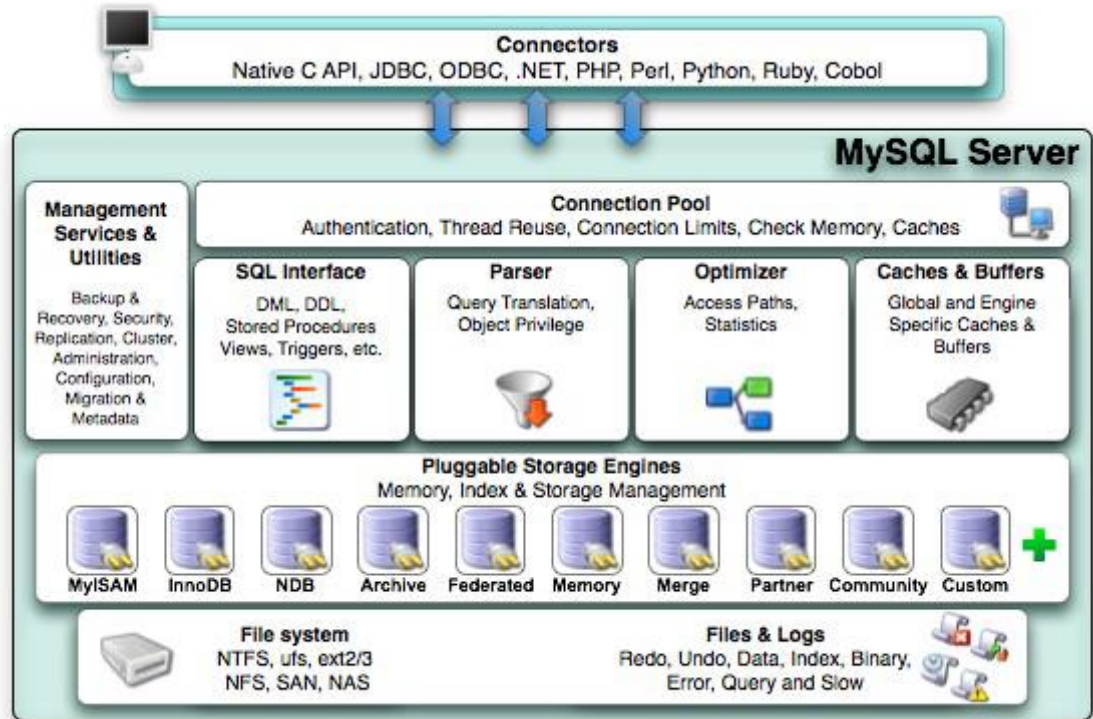 Connectors
Native C API, JDBC, ODBC, .NET, PHP, Perl, Python, Ruby, Cobol
MySQL Server
Management
Services &
Utilities
Backup &
Recovery, Security,
Replication, Cluster,
Administration,
Configuration,
Migration &
Metadata
Connection Pool
Authentication, Thread Reuse, Connection Limits, Check Memory, Caches
SQL Interface
DML, DDL,
Stored Procedures
Views, Triggers, etc.
Parser
Query Translation,
Object Privilege
Optimizer
Access Paths,
Statistics
Caches & Buffers
Global and Engine
Specific Caches &
Buffers
Pluggable Storage Engines
Memory, Index & Storage Management
MyISAM
InnoDB
NDB
Archive
Federated
Memory
Merge
Partner
Community
Custom
File system
NTFS, ufs, ext2/3
NFS, SAN, NAS
Files & Logs
Redo, Undo, Data, Index, Binary,
Error, Query and Slow